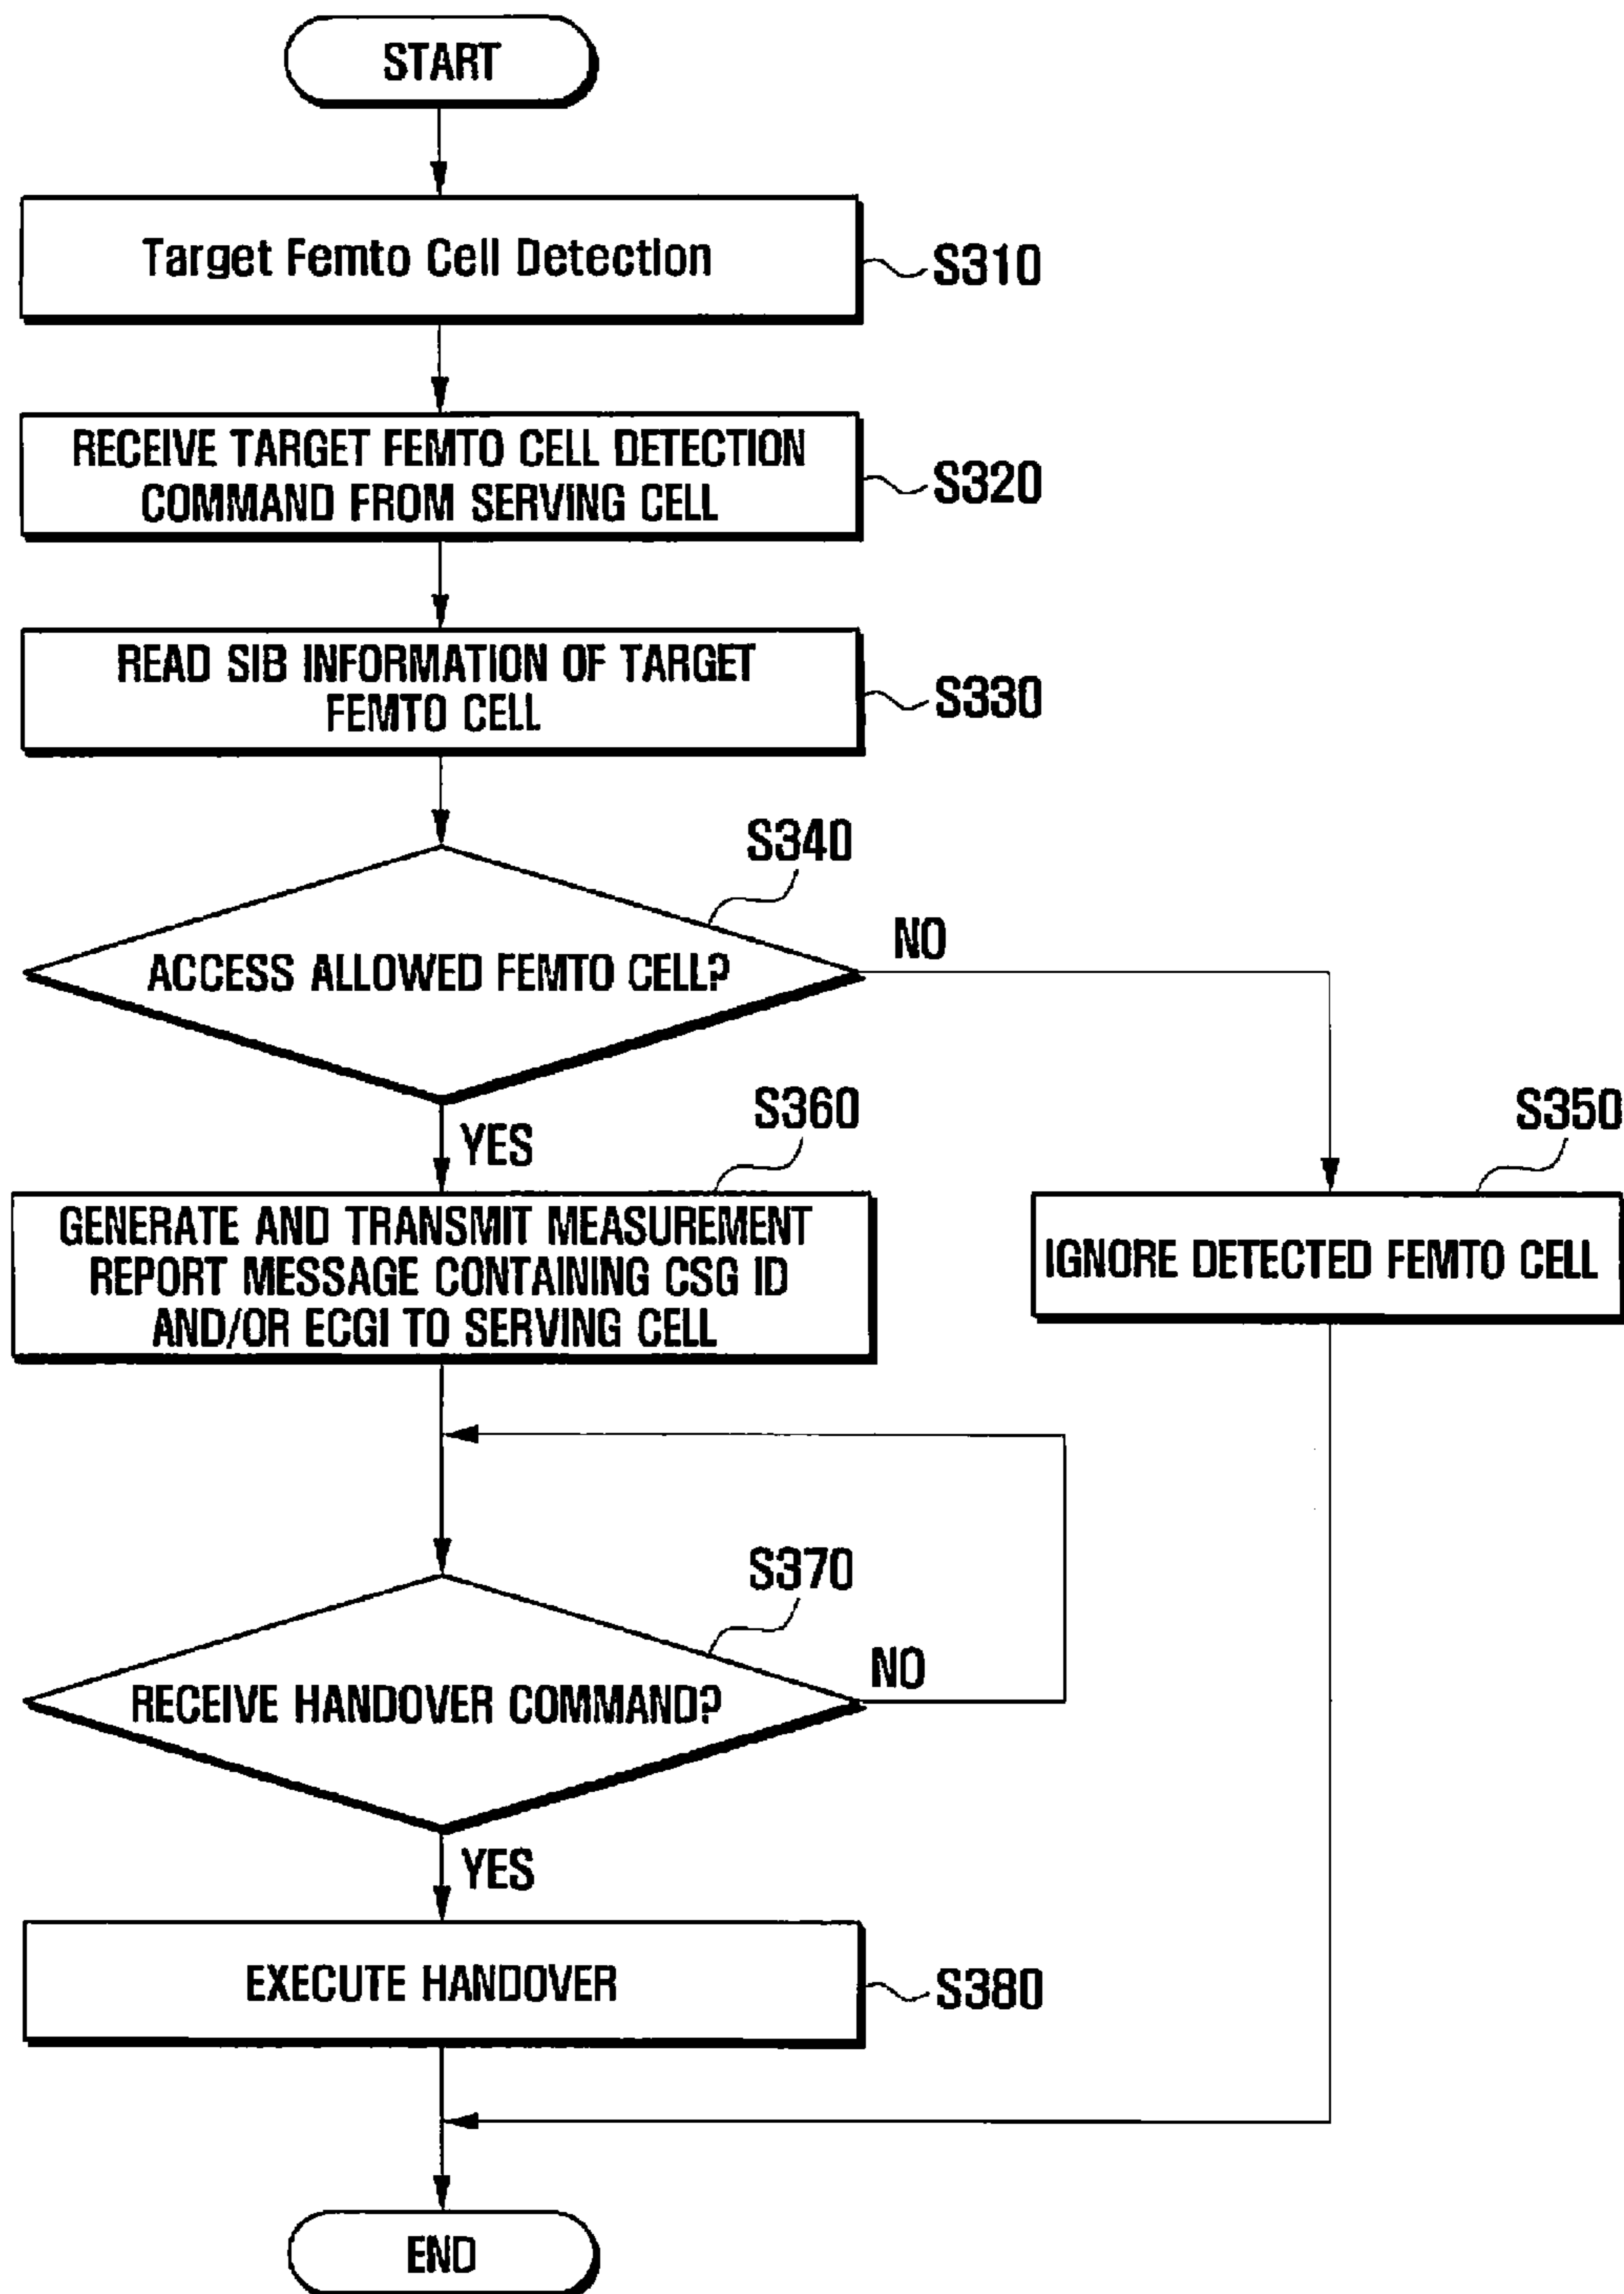 START
Target Femto Cell Detection
S310
RECEIVE TARGET FEMTO CELL DETECTION
COMMAND FROM SERVING CELL
S320
READ SIB INFORMATION OF TARGET
FEMTO CELL
S330
S340
ACCESS ALLOWED FEMTO CELL?
NO
YES
S360
S350
GENERATE AND TRANSMIT MEASUREMENT
REPORT MESSAGE CONTAINING CSG ID
AND/OR ECGI TO SERVING CELL
IGNORE DETECTED FEMTO CELL
S370
RECEIVE HANDOVER COMMAND?
NO
YES
EXECUTE HANDOVER
S380
END